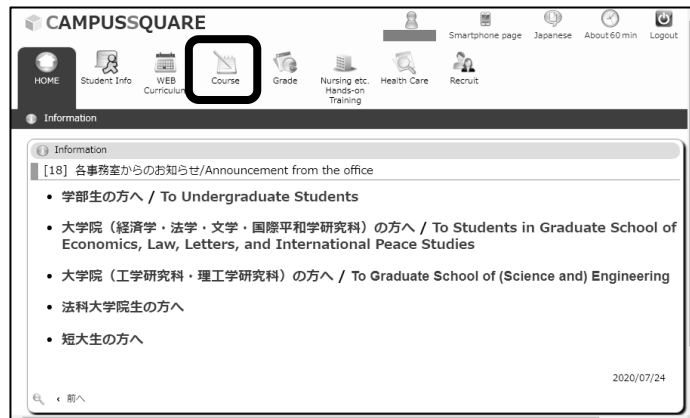 CAMPUSSQUARE
Smartphone page
Japanese
About60 min
Logout
HOME
Student Info
WEB
Curriculum
Course
Grade
Nursing etc.
Hands-on
Training
Health Care
Recruit
Information
Information
[18] 各事務室からのお知らせ/Announcement from the office
• 学部生の方へ / To Undergraduate Students
• 大学院（経済学・法学・文学・国際平和学研究科）の方へ / To Students in Graduate School of
Economics, Law, Letters, and International Peace Studies
• 大学院（工学研究科・理工学研究科）の方へ / To Graduate School of (Science and) Engineering
• 法科大学院生の方へ
• 短大生の方へ
2020/07/24
‹ 前へ